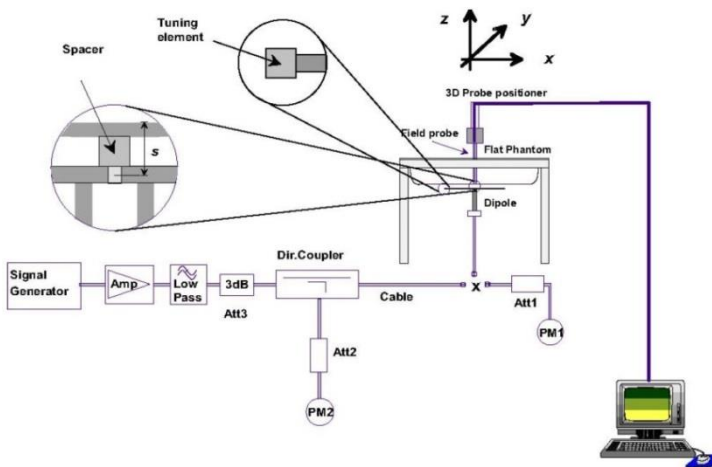 Tuning
element
Spacer
z
y
x
3D Probe positioner
Field probe
Flat Phantom
s
Dipole
Dir.Coupler
Signal
Generator
Amp
Low
Pass
3dB
Att3
Cable
x
Att1
PM1
Att2
PM2